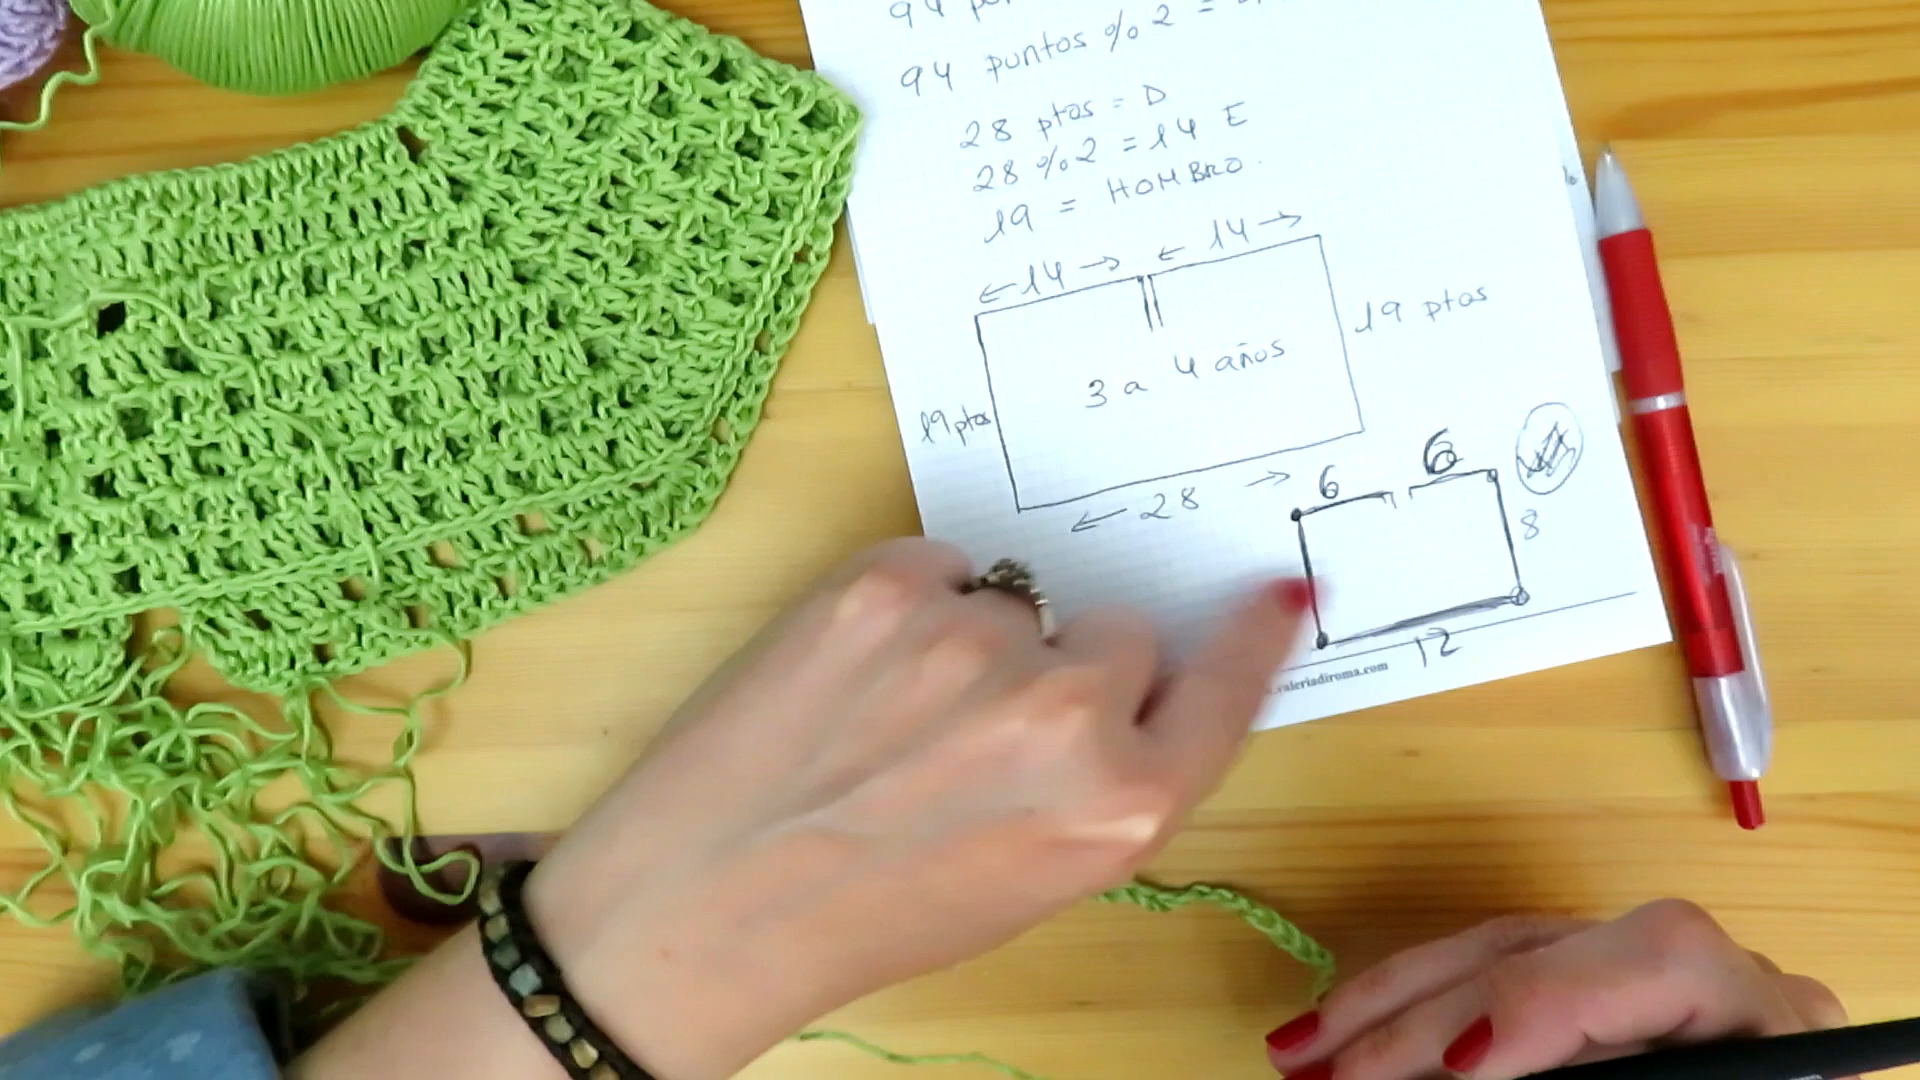 94
94 puntos %2 =
28 ptos = D
28 %2 = 14 E
19 = HOMBRO.
14 14
19 ptos
3 a 4 años
19 ptos
28
6 6
8
12
.valeriadiroma.com